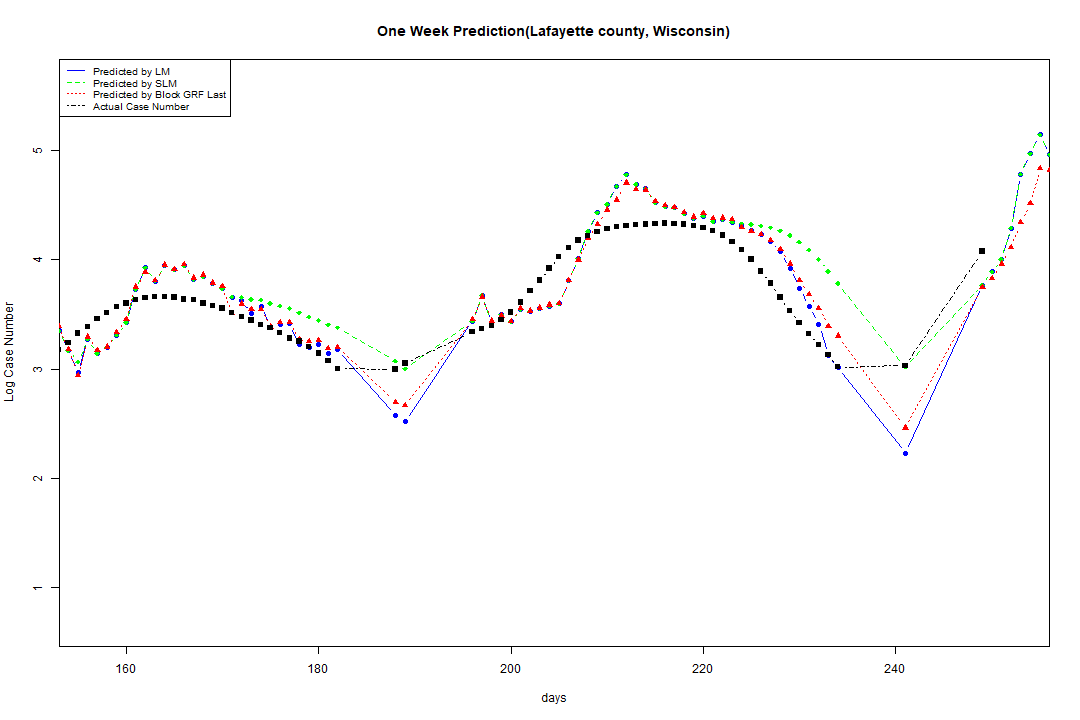 One Week Prediction(Lafayette county, Wisconsin)
Predicted by LM
Predicted by SLM
Predicted by Block GRF Last
Actual Case Number
5
4
3
2
1
Log Case Number
160 180 200 220 240
days